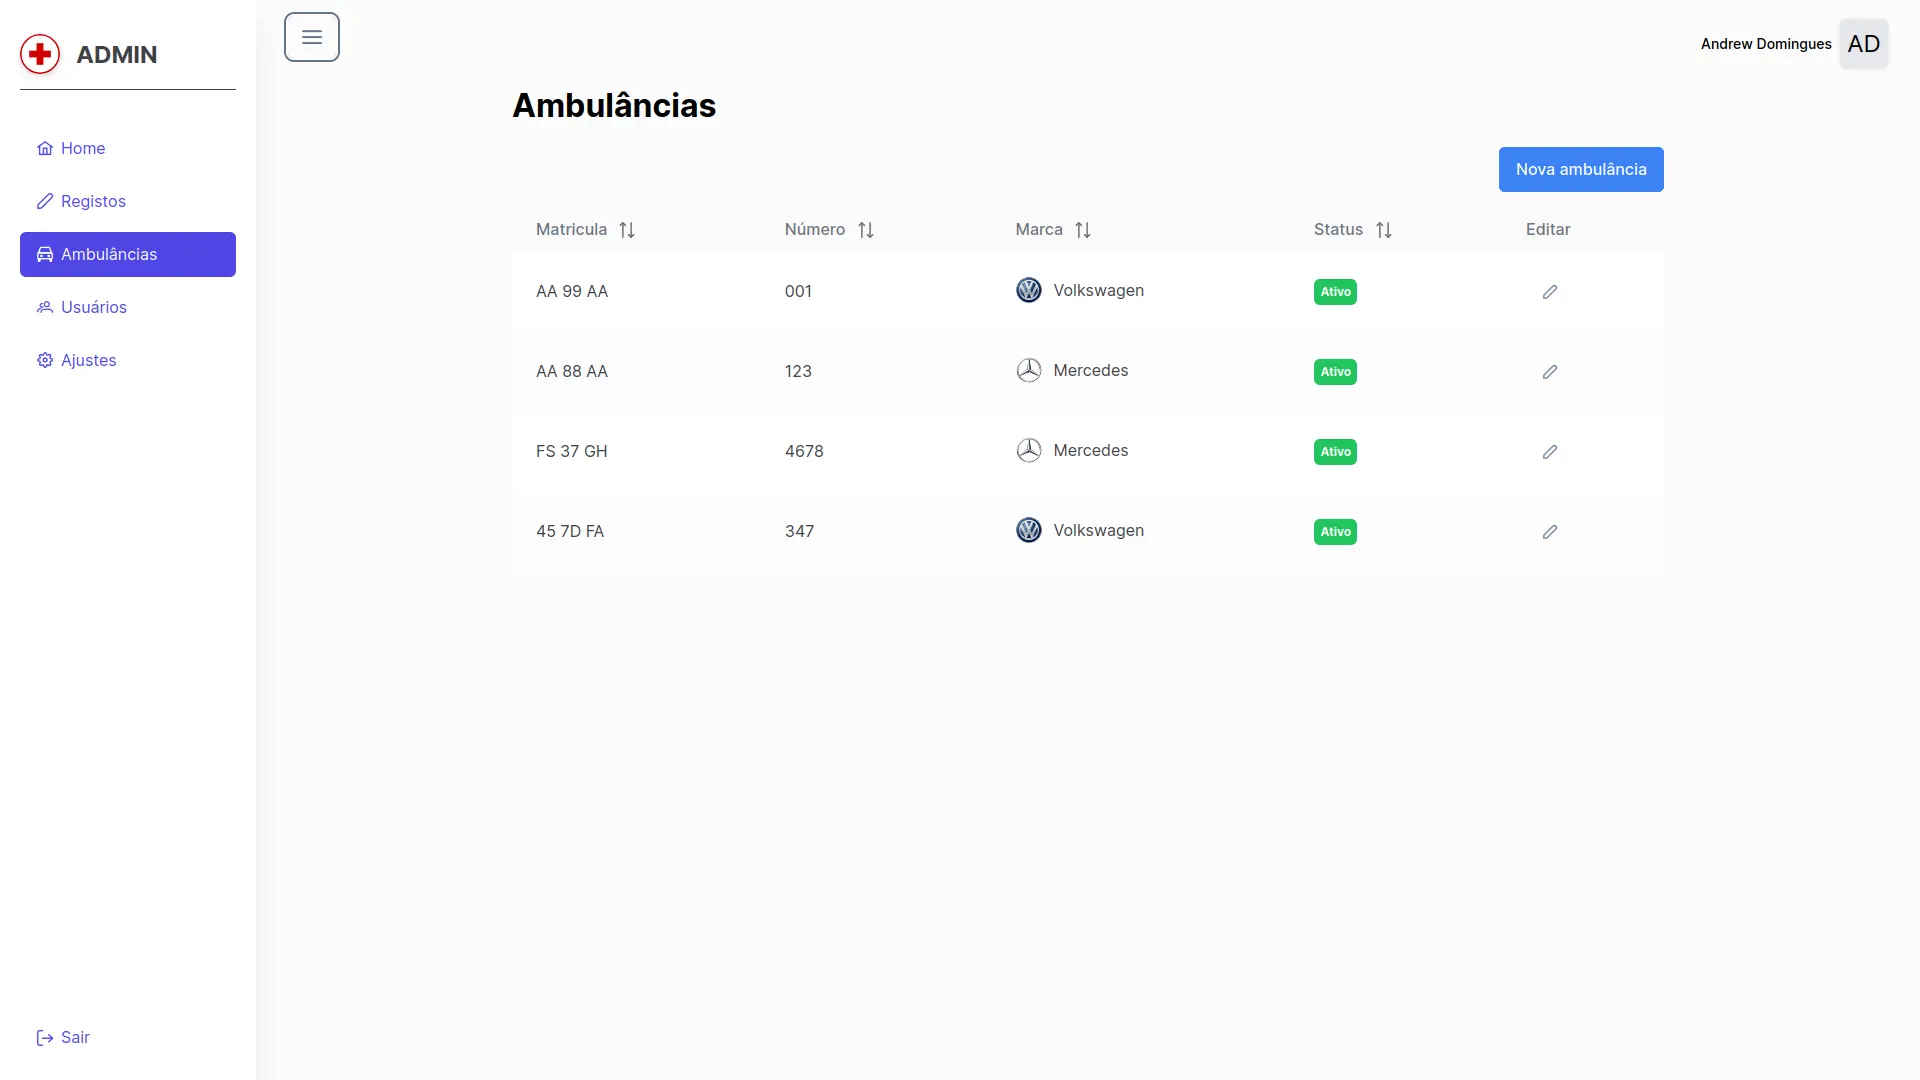 ADMIN
Andrew Domingues
AD
Home
Registos
Ambulâncias
Usuários
Ajustes
Sair
Ambulâncias
Nova ambulância
Matricula Número Marca Status Editar
AA 99 AA 001 Volkswagen Ativo
AA 88 AA 123 Mercedes Ativo
FS 37 GH 4678 Mercedes Ativo
45 7D FA 347 Volkswagen Ativo